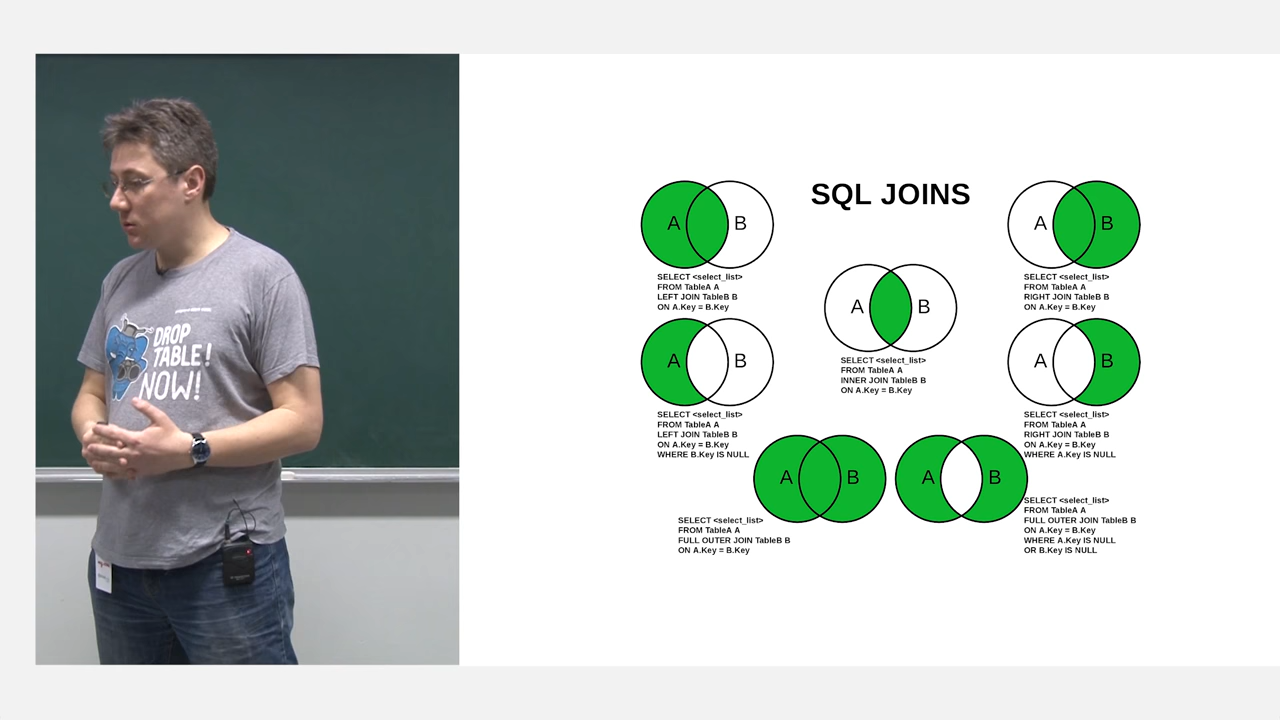 DROP
TABLE!
NOW!
SQL JOINS
A B
SELECT <select_list>
FROM TableA A
LEFT JOIN TableB B
ON A.Key = B.Key
A B
SELECT <select_list>
FROM TableA A
RIGHT JOIN TableB B
ON A.Key = B.Key
A B
SELECT <select_list>
FROM TableA A
INNER JOIN TableB B
ON A.Key = B.Key
A B
SELECT <select_list>
FROM TableA A
LEFT JOIN TableB B
ON A.Key = B.Key
WHERE B.Key IS NULL
A B
SELECT <select_list>
FROM TableA A
RIGHT JOIN TableB B
ON A.Key = B.Key
WHERE A.Key IS NULL
A B
SELECT <select_list>
FROM TableA A
FULL OUTER JOIN TableB B
ON A.Key = B.Key
A B
SELECT <select_list>
FROM TableA A
FULL OUTER JOIN TableB B
ON A.Key = B.Key
WHERE A.Key IS NULL
OR B.Key IS NULL